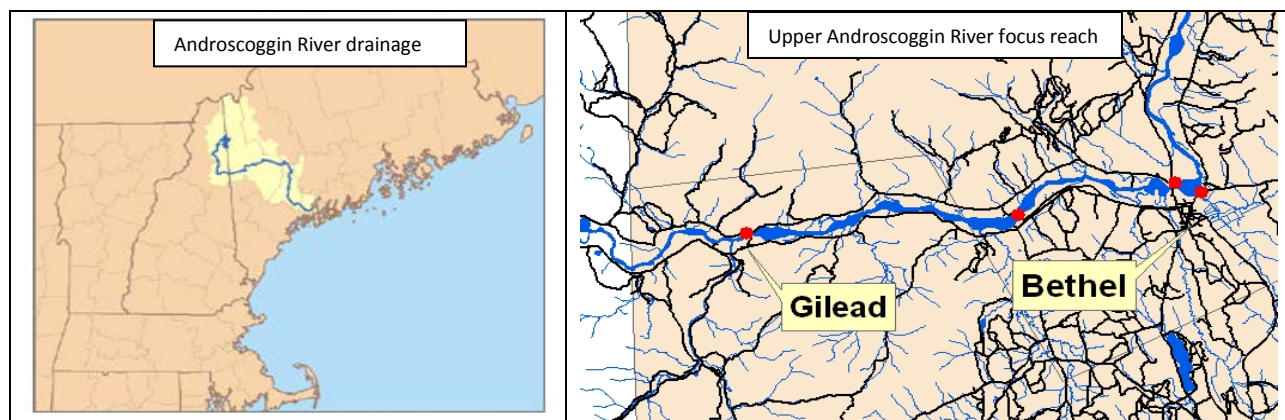 Androscoggin River drainage
Upper Androscoggin River focus reach
Gilead
Bethel